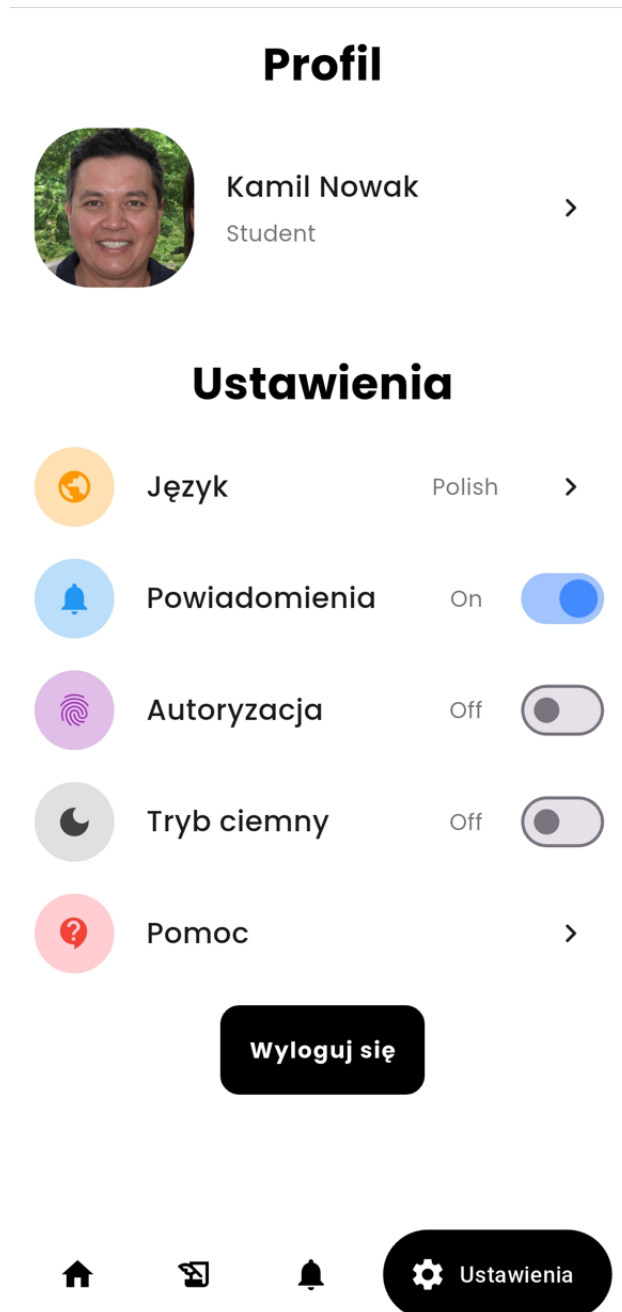 Profil
Kamil Nowak
Student
Ustawienia
Język Polish
Powiadomienia On
Autoryzacja Off
Tryb ciemny Off
Pomoc
Wyloguj się
Ustawienia